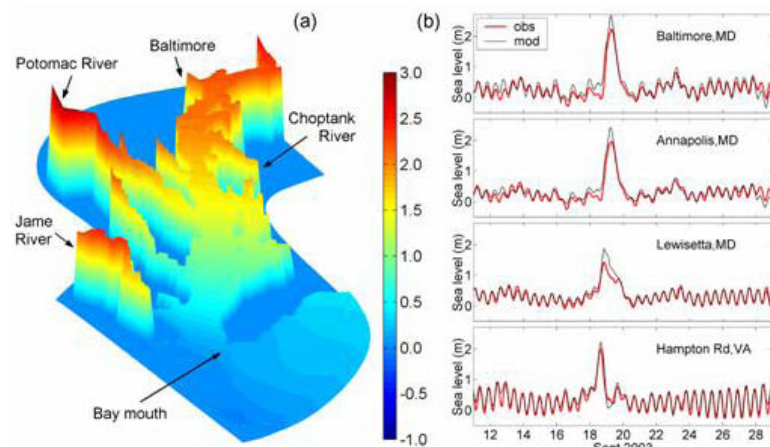 (a)
Baltimore
Potomac River
Choptank
River
Jame
River
Bay mouth
3.0
2.5
2.0
1.5
1.0
0.5
0.0
-0.5
-1.0
(b)
obs
mod
Baltimore,MD
Sea level (m)
2
1
0
Annapolis,MD
Sea level (m)
2
1
0
Lewisetta,MD
Sea level (m)
2
1
0
Hampton Rd,VA
Sea level (m)
2
1
0
12 14 16 18 20 22 24 26 28
Sept 2003